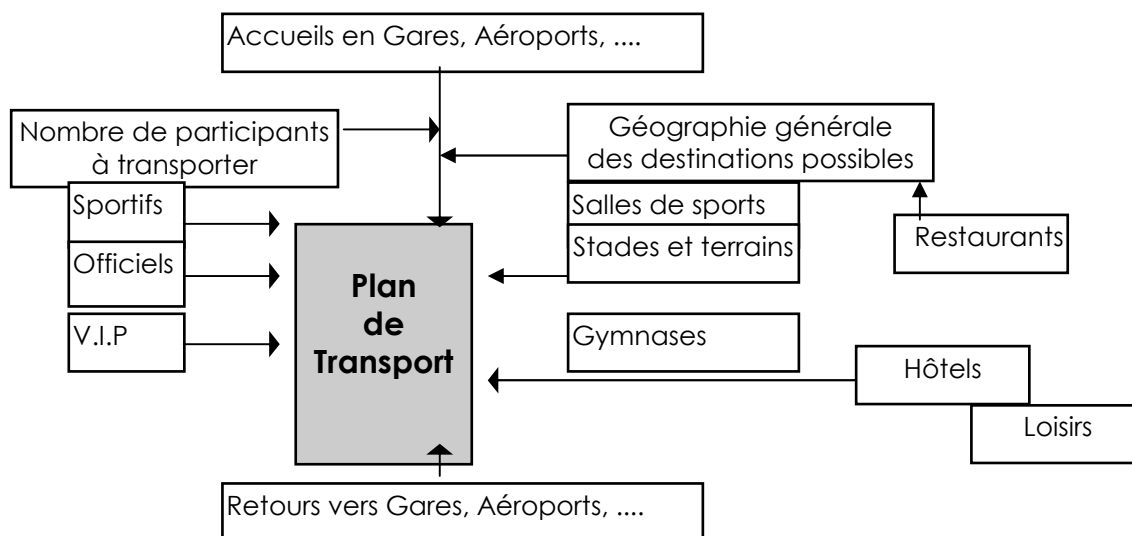 Accueils en Gares, Aéroports, ....
Nombre de participants
à transporter
Géographie générale
des destinations possibles
Sportifs
Salles de sports
Restaurants
Officiels
Stades et terrains
Plan
de
Transport
V.I.P
Gymnases
Hôtels
Loisirs
Retours vers Gares, Aéroports, ....